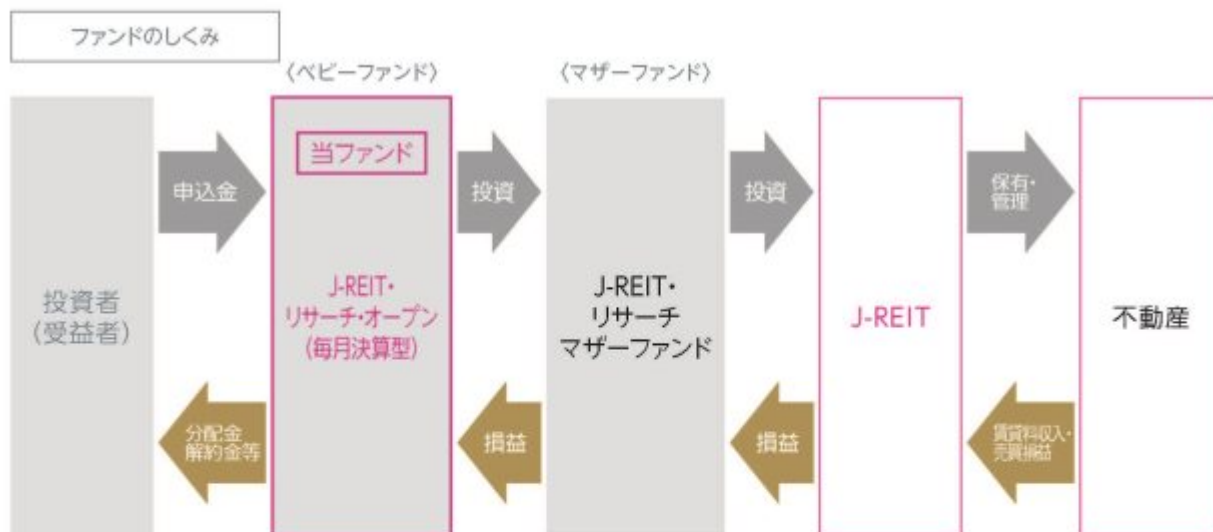 ファンドのしくみ
〈ベビーファンド〉
〈マザーファンド〉
当ファンド
申込金
投資
投資
保有・
管理
投資者
(受益者)
J-REIT・
リサーチ・オープン
(毎月決算型)
J-REIT・
リサーチ
マザーファンド
J-REIT
不動産
分配金
解約金等
損益
損益
賃貸料収入・
売買損益